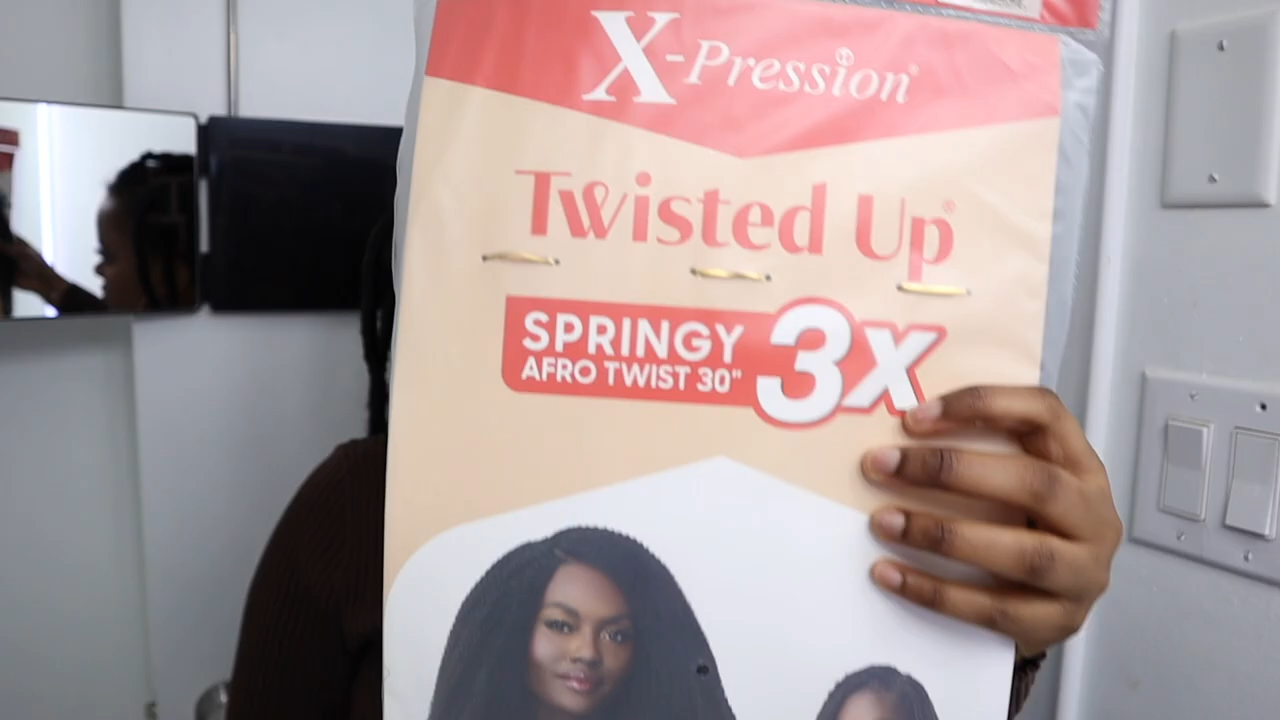 X-Pression®
Twisted Up®
SPRINGY
AFRO TWIST 30"
3X